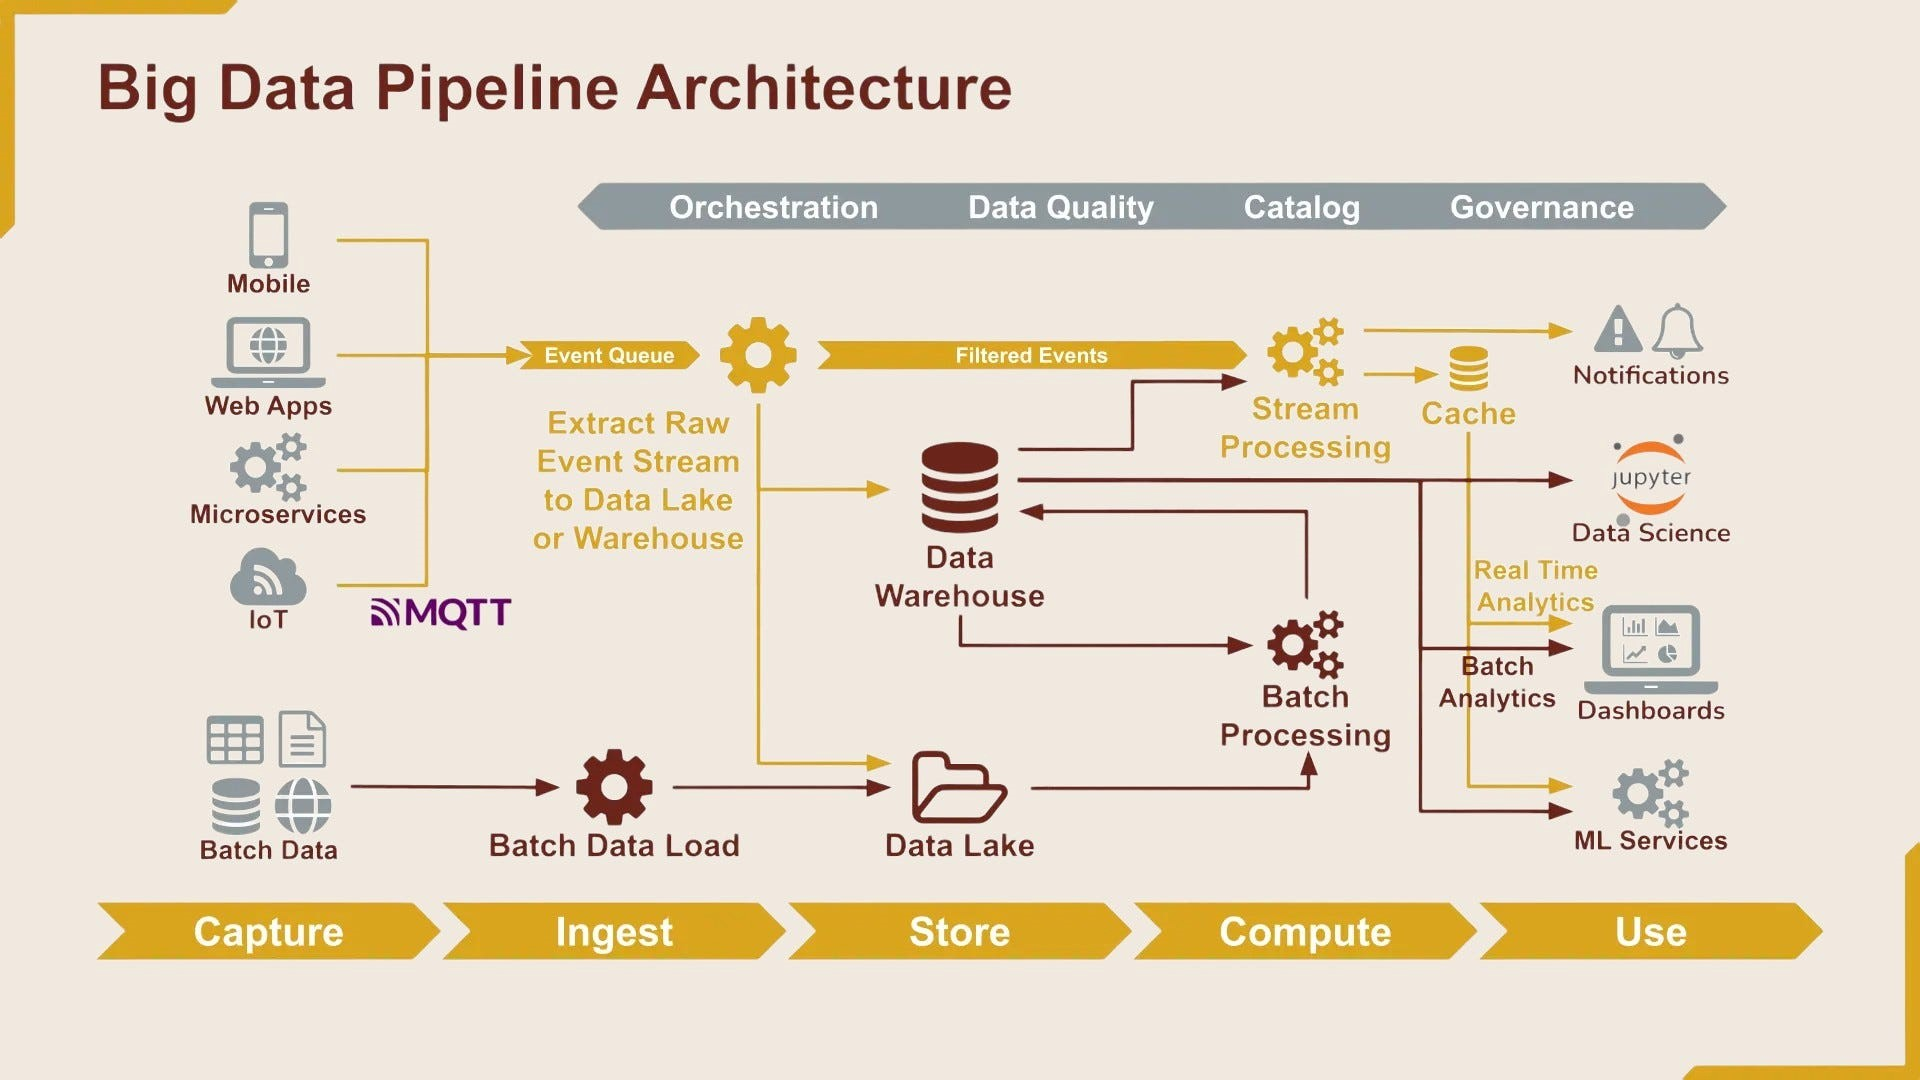 Big Data Pipeline Architecture
Orchestration Data Quality Catalog Governance
Mobile
Web Apps
Microservices
IoT
MQTT
Event Queue
Filtered Events
Extract Raw
Event Stream
to Data Lake
or Warehouse
Data
Warehouse
Stream
Processing
Cache
Notifications
jupyter
Data Science
Real Time
Analytics
Batch
Analytics
Dashboards
Batch
Processing
Batch Data
Batch Data Load
Data Lake
ML Services
Capture Ingest Store Compute Use